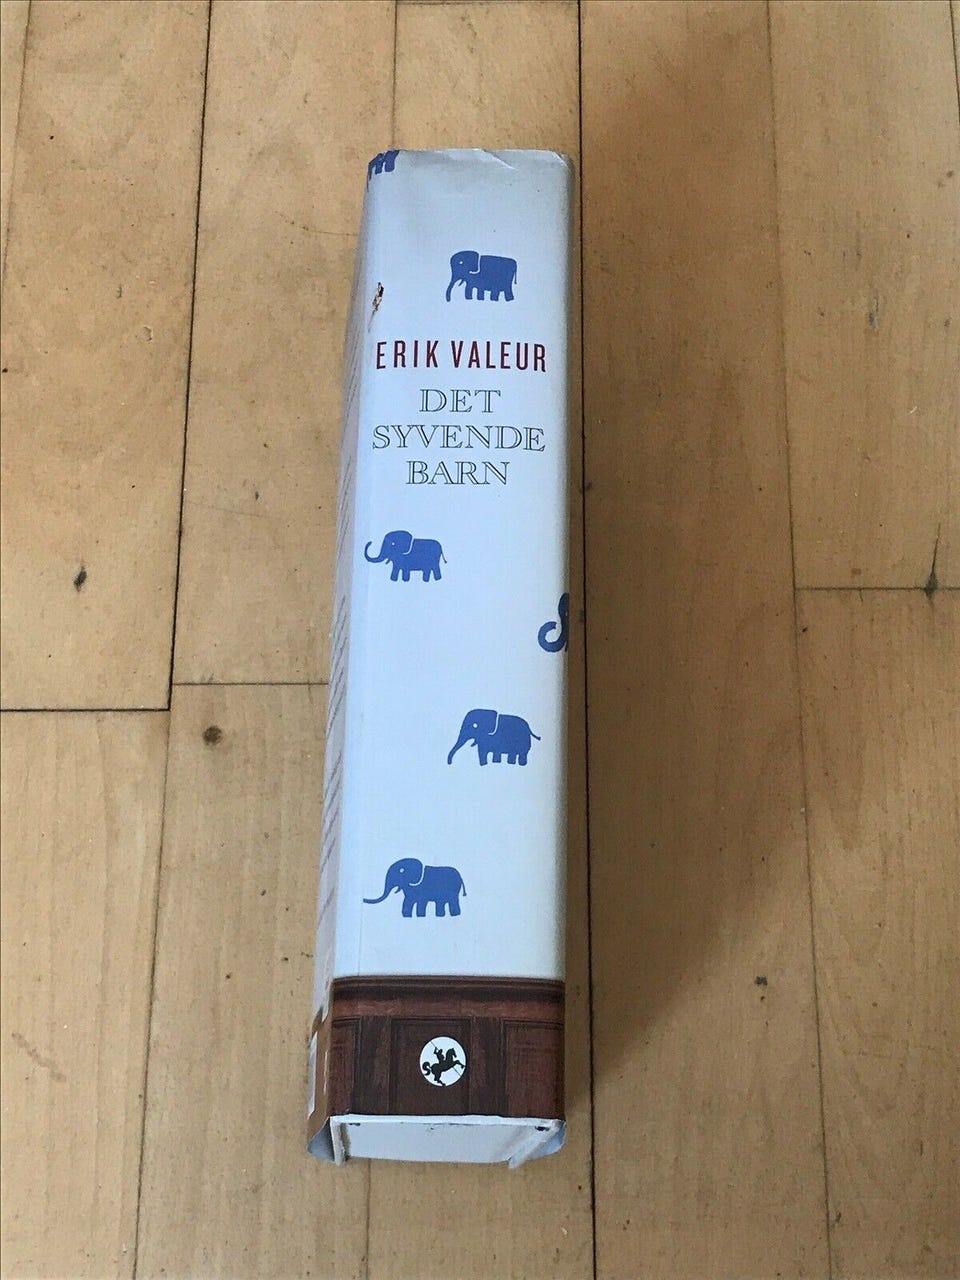 ERIK VALEUR
DET
SYVENDE
BARN